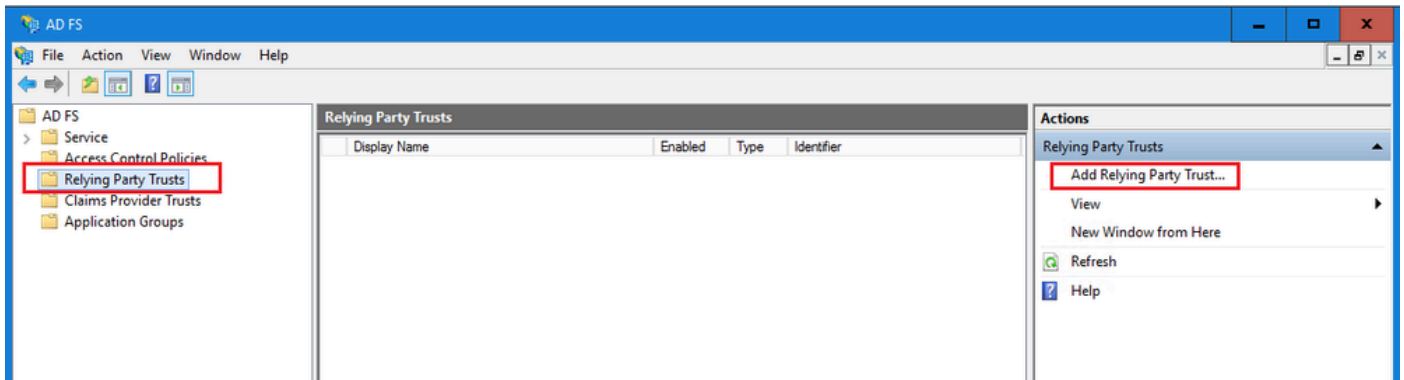 AD FS
File Action View Window Help
AD FS
Service
Access Control Policies
Relying Party Trusts
Claims Provider Trusts
Application Groups
Relying Party Trusts
Display Name Enabled Type Identifier
Actions
Relying Party Trusts
Add Relying Party Trust...
View
New Window from Here
Refresh
Help